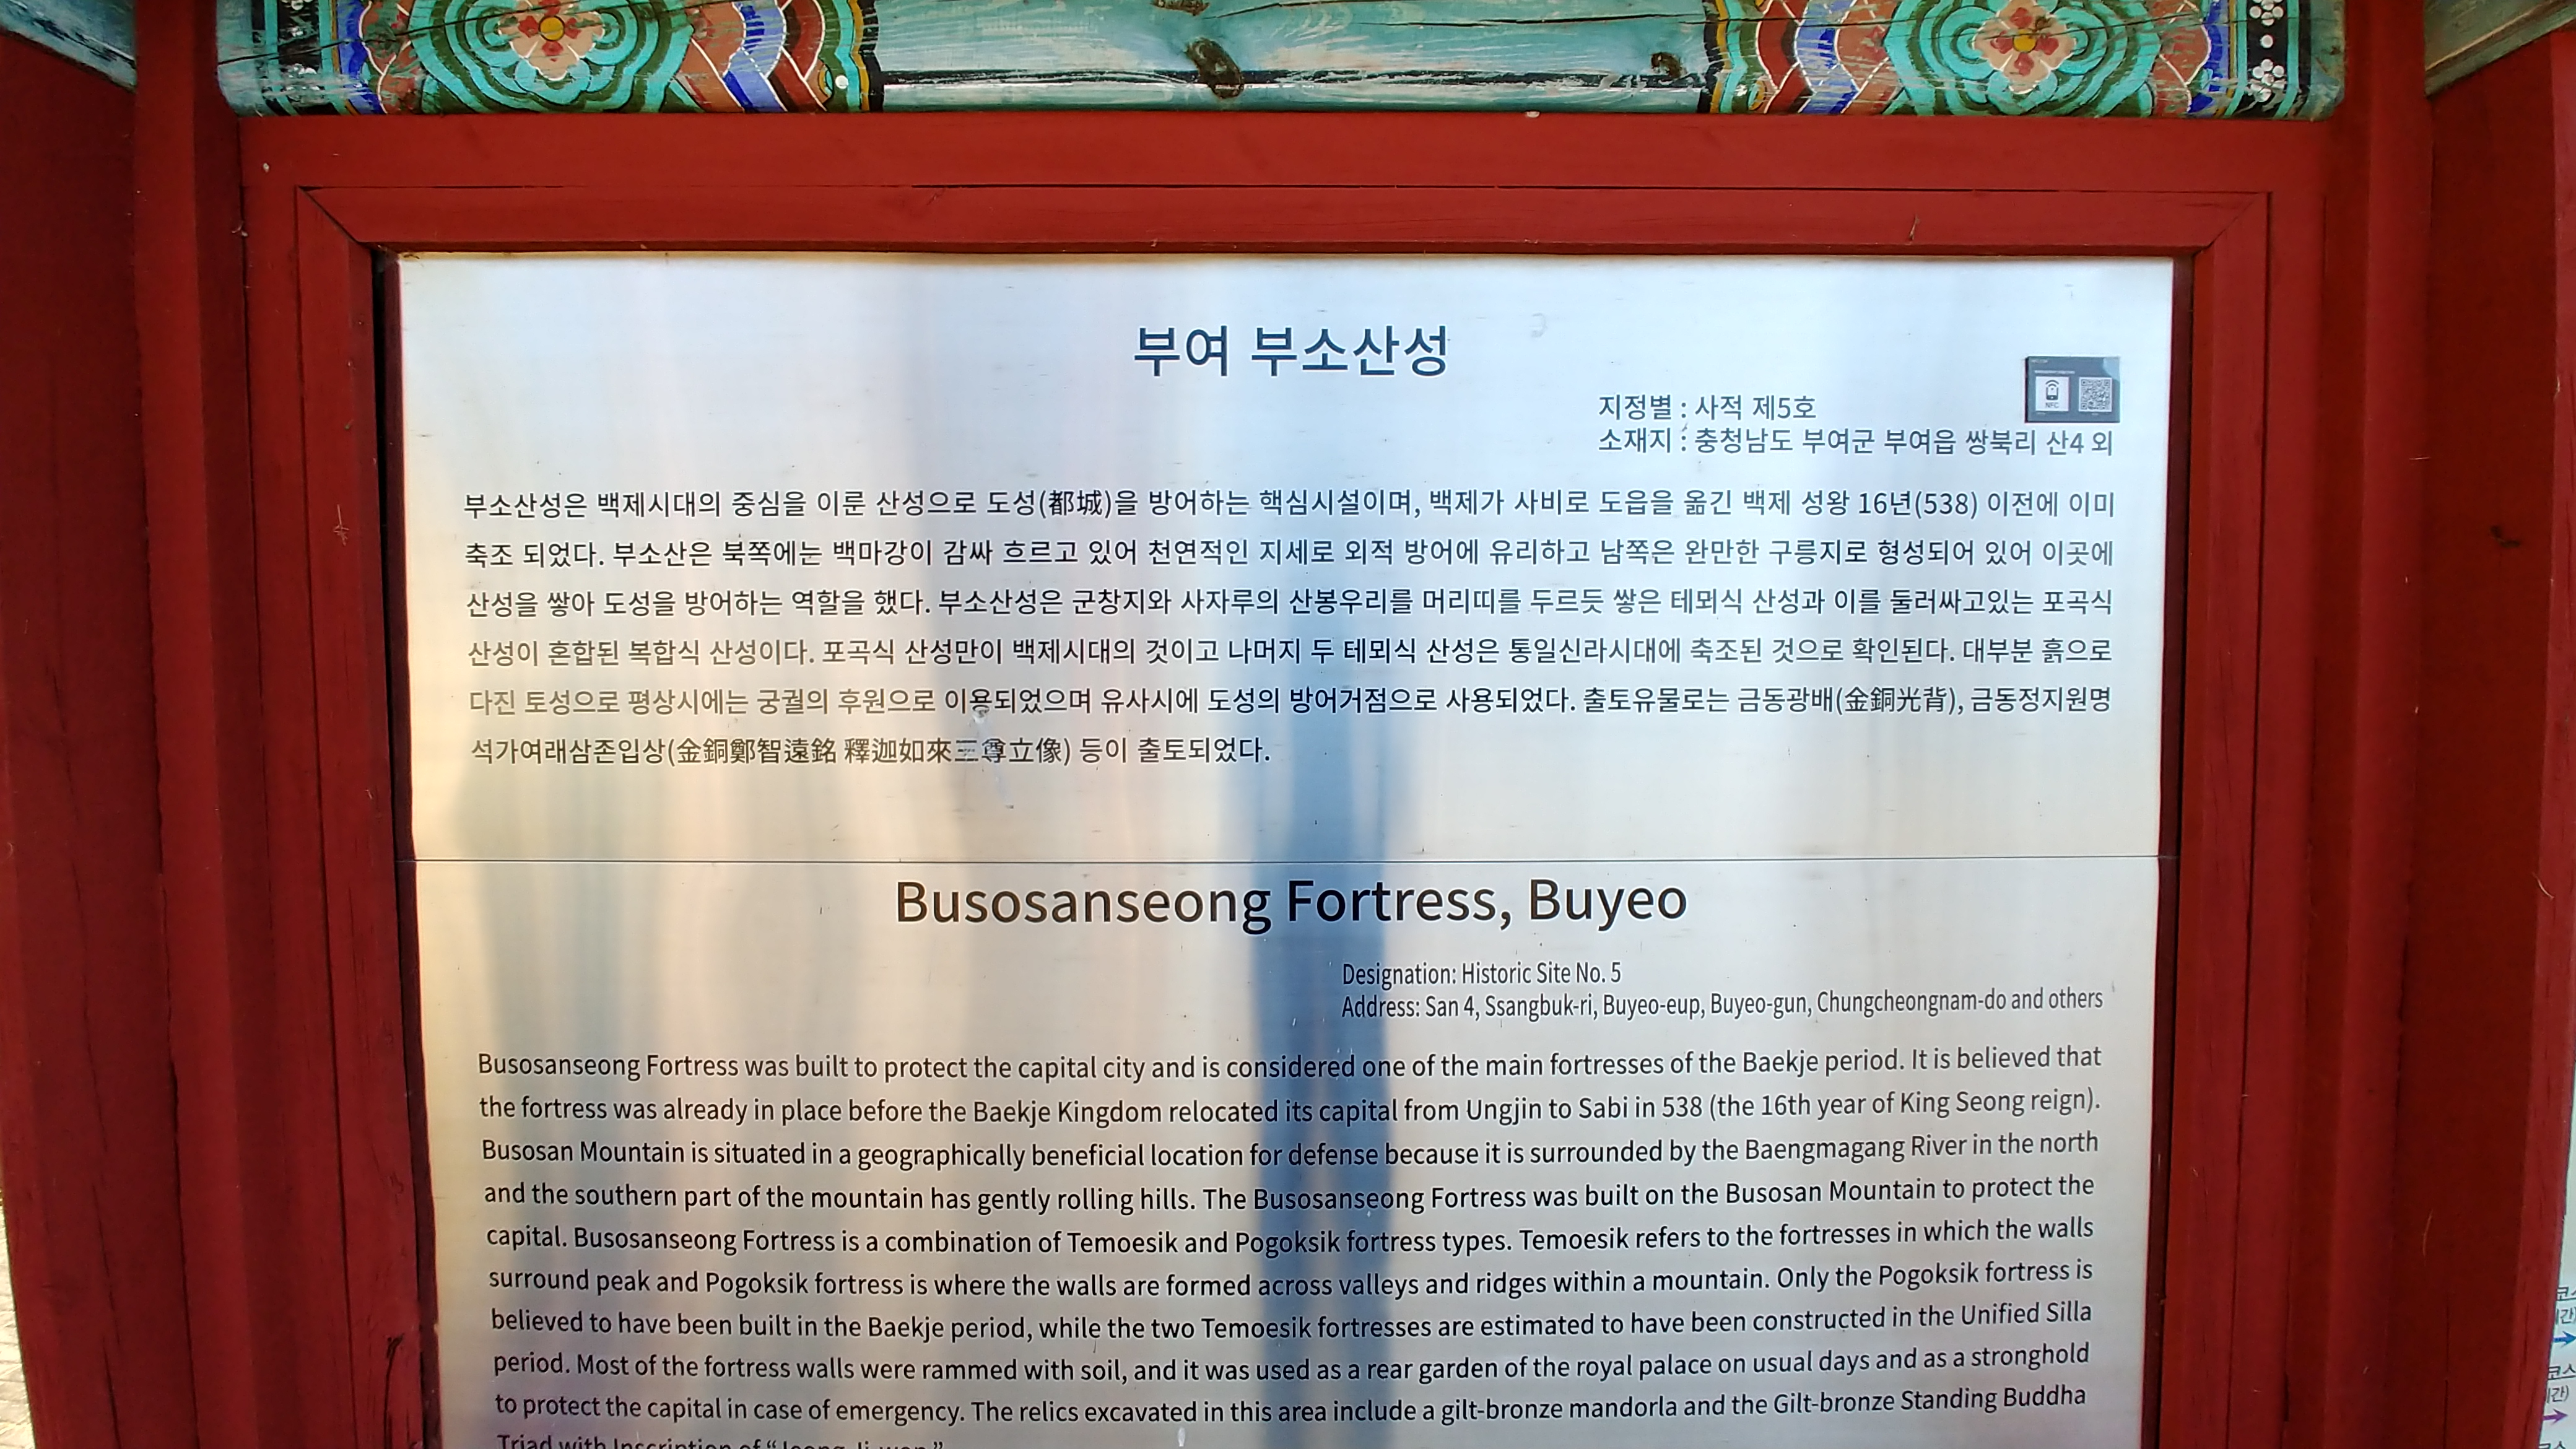 부여 부소산성
지정별 : 사적 제5호
소재지 : 충청남도 부여군 부여읍 쌍북리 산4 외
NFC
부소산성은 백제시대의 중심을 이룬 산성으로 도성(都城)을 방어하는 핵심시설이며, 백제가 사비로 도읍을 옮긴 백제 성왕 16년(538) 이전에 이미
축조 되었다. 부소산은 북쪽에는 백마강이 감싸 흐르고 있어 천연적인 지세로 외적 방어에 유리하고 남쪽은 완만한 구릉지로 형성되어 있어 이곳에
산성을 쌓아 도성을 방어하는 역할을 했다. 부소산성은 군창지와 사자루의 산봉우리를 머리띠를 두르듯 쌓은 테뫼식 산성과 이를 둘러싸고있는 포곡식
산성이 혼합된 복합식 산성이다. 포곡식 산성만이 백제시대의 것이고 나머지 두 테뫼식 산성은 통일신라시대에 축조된 것으로 확인된다. 대부분 흙으로
다진 토성으로 평상시에는 궁궐의 후원으로 이용되었으며 유사시에 도성의 방어거점으로 사용되었다. 출토유물로는 금동광배(金銅光背), 금동정지원명
석가여래삼존입상(金銅鄭智遠銘 釋迦如來三尊立像) 등이 출토되었다.
Busosanseong Fortress, Buyeo
Designation: Historic Site No. 5
Address: San 4, Ssangbuk-ri, Buyeo-eup, Buyeo-gun, Chungcheongnam-do and others
Busosanseong Fortress was built to protect the capital city and is considered one of the main fortresses of the Baekje period. It is believed that
the fortress was already in place before the Baekje Kingdom relocated its capital from Ungjin to Sabi in 538 (the 16th year of King Seong reign).
Busosan Mountain is situated in a geographically beneficial location for defense because it is surrounded by the Baengmagang River in the north
and the southern part of the mountain has gently rolling hills. The Busosanseong Fortress was built on the Busosan Mountain to protect the
capital. Busosanseong Fortress is a combination of Temoesik and Pogoksik fortress types. Temoesik refers to the fortresses in which the walls
surround peak and Pogoksik fortress is where the walls are formed across valleys and ridges within a mountain. Only the Pogoksik fortress is
believed to have been built in the Baekje period, while the two Temoesik fortresses are estimated to have been constructed in the Unified Silla
period. Most of the fortress walls were rammed with soil, and it was used as a rear garden of the royal palace on usual days and as a stronghold
to protect the capital in case of emergency. The relics excavated in this area include a gilt-bronze mandorla and the Gilt-bronze Standing Buddha
Triad with Inscription of